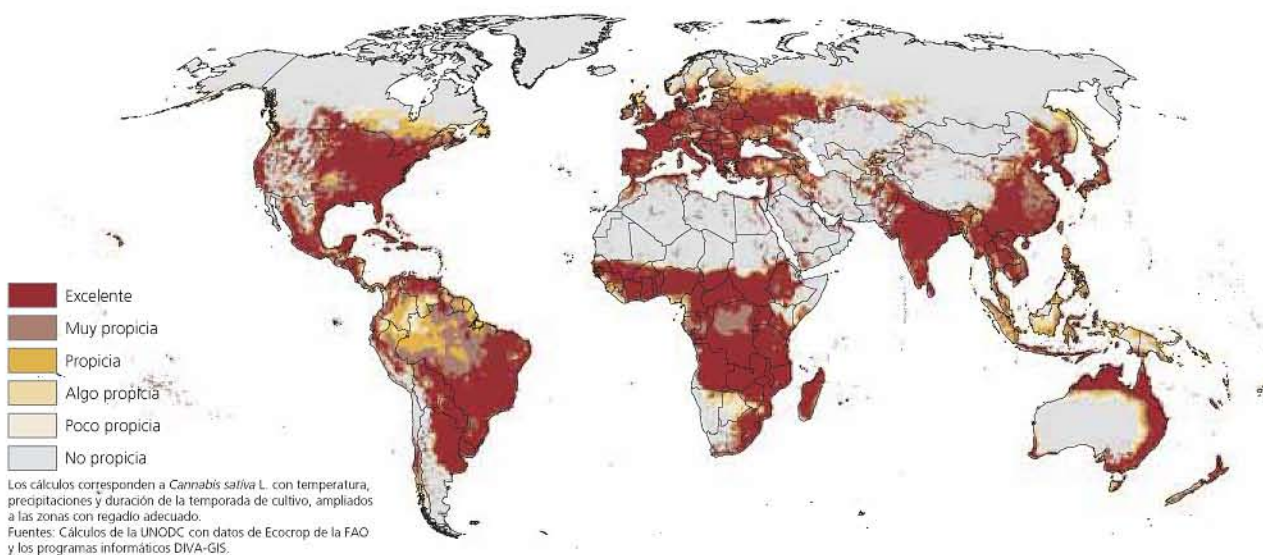 Excelente
Muy propicia
Propicia
Algo propicia
Poco propicia
No propicia
Los cálculos corresponden a Cannabis sativa L. con temperatura,
precipitaciones y duración de la temporada de cultivo, ampliados
a las zonas con regadío adecuado.
Fuentes: Cálculos de la UNODC con datos de Ecocrop de la FAO
y los programas informáticos DIVA-GIS.